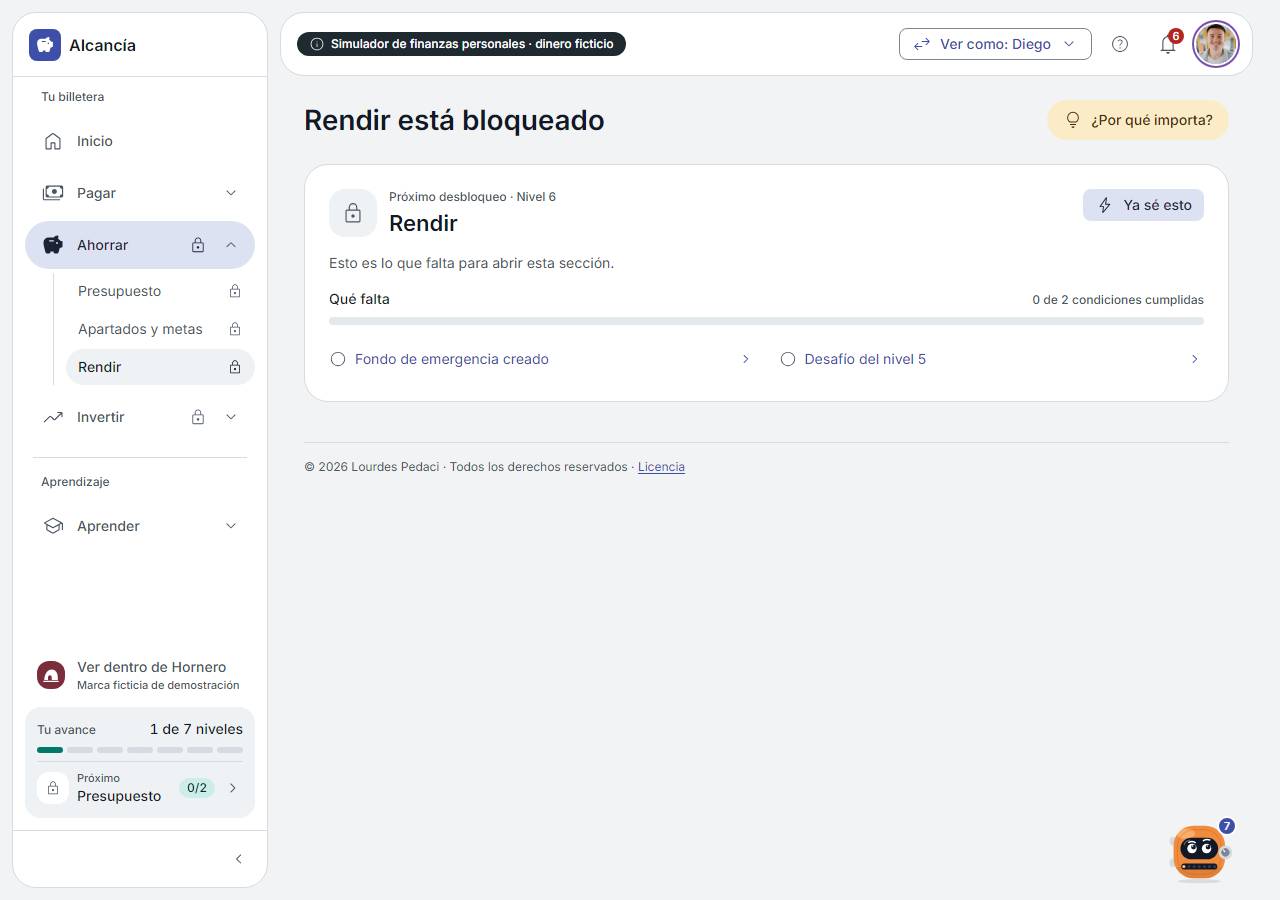 Alcancía
Tu billetera
Inicio
Pagar
Ahorrar
Presupuesto
Apartados y metas
Rendir
Invertir
Aprendizaje
Aprender
Ver dentro de Hornero
Marca ficticia de demostración
Tu avance
1 de 7 niveles
Próximo
Presupuesto
0/2
Simulador de finanzas personales · dinero ficticio
Ver como: Diego
6
Rendir está bloqueado
¿Por qué importa?
Próximo desbloqueo · Nivel 6
Rendir
Ya sé esto
Esto es lo que falta para abrir esta sección.
Qué falta
0 de 2 condiciones cumplidas
Fondo de emergencia creado
Desafío del nivel 5
© 2026 Lourdes Pedaci · Todos los derechos reservados · Licencia
7